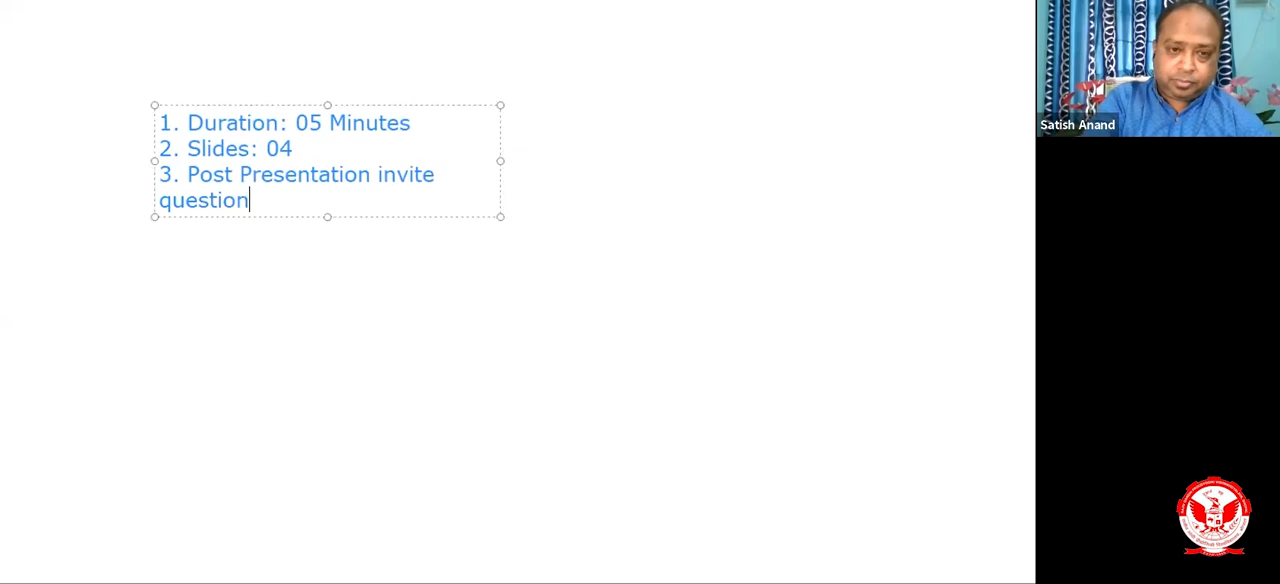 1. Duration: 05 Minutes
2. Slides: 04
3. Post Presentation invite
question
Satish Anand